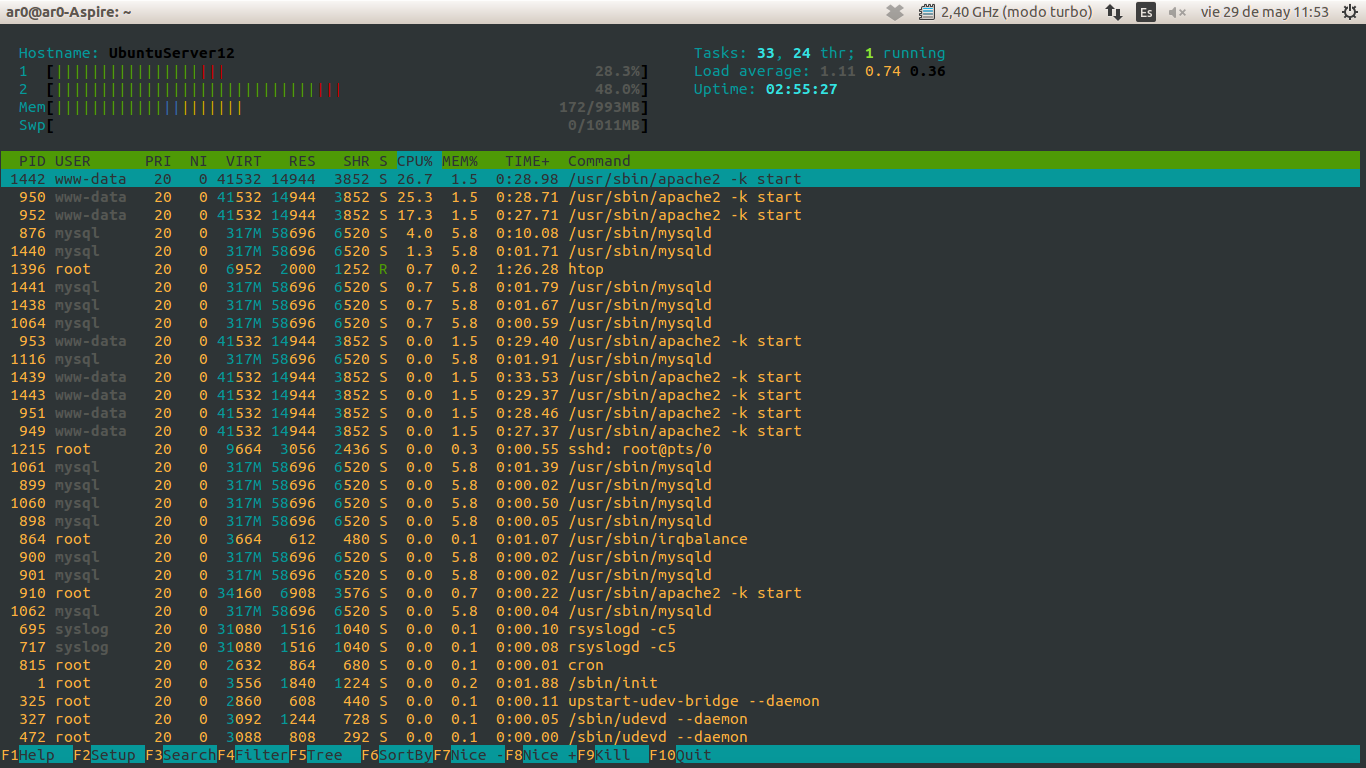 ar0@ar0-Aspire: ~ 2,40 GHz (modo turbo) Es vie 29 de may 11:53
Hostname: UbuntuServer12 Tasks: 33, 24 thr; 1 running
1 [|||||||||||||||||| 28.3%] Load average: 1.11 0.74 0.36
2 [|||||||||||||||||||||||||||||||| 48.0%] Uptime: 02:55:27
Mem[||||||||||||||||||||| 172/993MB]
Swp[ 0/1011MB]
PID USER PRI NI VIRT RES SHR S CPU% MEM% TIME+ Command
1442 www-data 20 0 41532 14944 3852 S 26.7 1.5 0:28.98 /usr/sbin/apache2 -k start
950 www-data 20 0 41532 14944 3852 S 25.3 1.5 0:28.71 /usr/sbin/apache2 -k start
952 www-data 20 0 41532 14944 3852 S 17.3 1.5 0:27.71 /usr/sbin/apache2 -k start
876 mysql 20 0 317M 58696 6520 S 4.0 5.8 0:10.08 /usr/sbin/mysqld
1440 mysql 20 0 317M 58696 6520 S 1.3 5.8 0:01.71 /usr/sbin/mysqld
1396 root 20 0 6952 2000 1252 R 0.7 0.2 1:26.28 htop
1441 mysql 20 0 317M 58696 6520 S 0.7 5.8 0:01.79 /usr/sbin/mysqld
1438 mysql 20 0 317M 58696 6520 S 0.7 5.8 0:01.67 /usr/sbin/mysqld
1064 mysql 20 0 317M 58696 6520 S 0.7 5.8 0:00.59 /usr/sbin/mysqld
953 www-data 20 0 41532 14944 3852 S 0.0 1.5 0:29.40 /usr/sbin/apache2 -k start
1116 mysql 20 0 317M 58696 6520 S 0.0 5.8 0:01.91 /usr/sbin/mysqld
1439 www-data 20 0 41532 14944 3852 S 0.0 1.5 0:33.53 /usr/sbin/apache2 -k start
1443 www-data 20 0 41532 14944 3852 S 0.0 1.5 0:29.37 /usr/sbin/apache2 -k start
951 www-data 20 0 41532 14944 3852 S 0.0 1.5 0:28.46 /usr/sbin/apache2 -k start
949 www-data 20 0 41532 14944 3852 S 0.0 1.5 0:27.37 /usr/sbin/apache2 -k start
1215 root 20 0 9664 3056 2436 S 0.0 0.3 0:00.55 sshd: root@pts/0
1061 mysql 20 0 317M 58696 6520 S 0.0 5.8 0:01.39 /usr/sbin/mysqld
899 mysql 20 0 317M 58696 6520 S 0.0 5.8 0:00.02 /usr/sbin/mysqld
1060 mysql 20 0 317M 58696 6520 S 0.0 5.8 0:00.50 /usr/sbin/mysqld
898 mysql 20 0 317M 58696 6520 S 0.0 5.8 0:00.05 /usr/sbin/mysqld
864 root 20 0 3664 612 480 S 0.0 0.1 0:01.07 /usr/sbin/irqbalance
900 mysql 20 0 317M 58696 6520 S 0.0 5.8 0:00.02 /usr/sbin/mysqld
901 mysql 20 0 317M 58696 6520 S 0.0 5.8 0:00.02 /usr/sbin/mysqld
910 root 20 0 34160 6908 3576 S 0.0 0.7 0:00.22 /usr/sbin/apache2 -k start
1062 mysql 20 0 317M 58696 6520 S 0.0 5.8 0:00.04 /usr/sbin/mysqld
695 syslog 20 0 31080 1516 1040 S 0.0 0.1 0:00.10 rsyslogd -c5
717 syslog 20 0 31080 1516 1040 S 0.0 0.1 0:00.08 rsyslogd -c5
815 root 20 0 2632 864 680 S 0.0 0.1 0:00.01 cron
1 root 20 0 3556 1840 1224 S 0.0 0.2 0:01.88 /sbin/init
325 root 20 0 2860 608 440 S 0.0 0.1 0:00.11 upstart-udev-bridge --daemon
327 root 20 0 3092 1244 728 S 0.0 0.1 0:00.05 /sbin/udevd --daemon
472 root 20 0 3088 808 292 S 0.0 0.1 0:00.00 /sbin/udevd --daemon
F1Help F2Setup F3SearchF4FilterF5Tree F6SortByF7Nice -F8Nice +F9Kill F10Quit